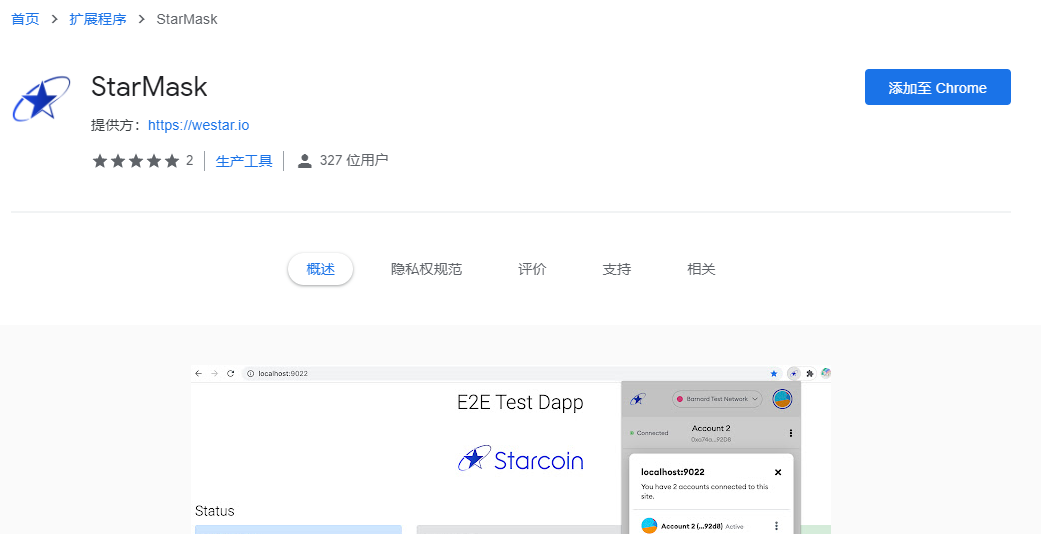 首页 > 扩展程序 > StarMask
StarMask
添加至 Chrome
提供方： https://westar.io
2 生产工具 327 位用户
概述 隐私权规范 评价 支持 相关
localhost:9022
E2E Test Dapp
Barnard Test Network
Connected
Account 2
0xa74a...92D8
Starcoin
localhost:9022
You have 2 accounts connected to this
site.
Status
Account 2 (...92d8) Active